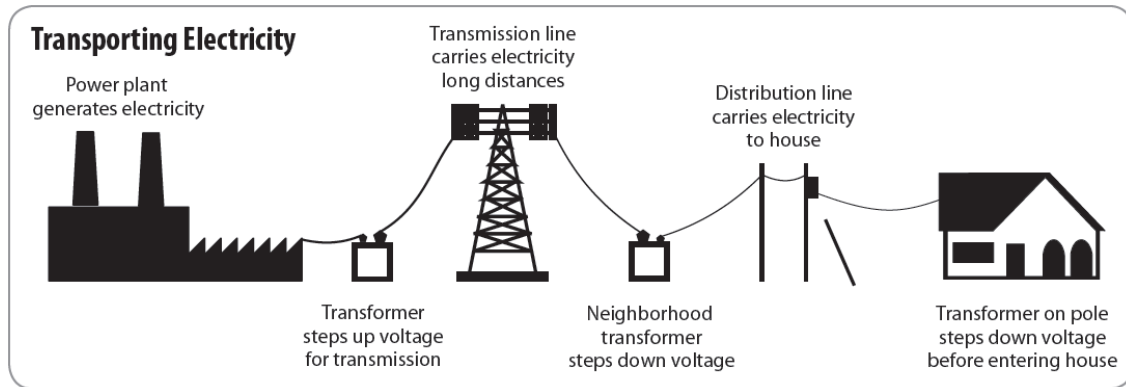 Transporting Electricity
Power plant
generates electricity
Transmission line
carries electricity
long distances
Distribution line
carries electricity
to house
Transformer
steps up voltage
for transmission
Neighborhood
transformer
steps down voltage
Transformer on pole
steps down voltage
before entering house